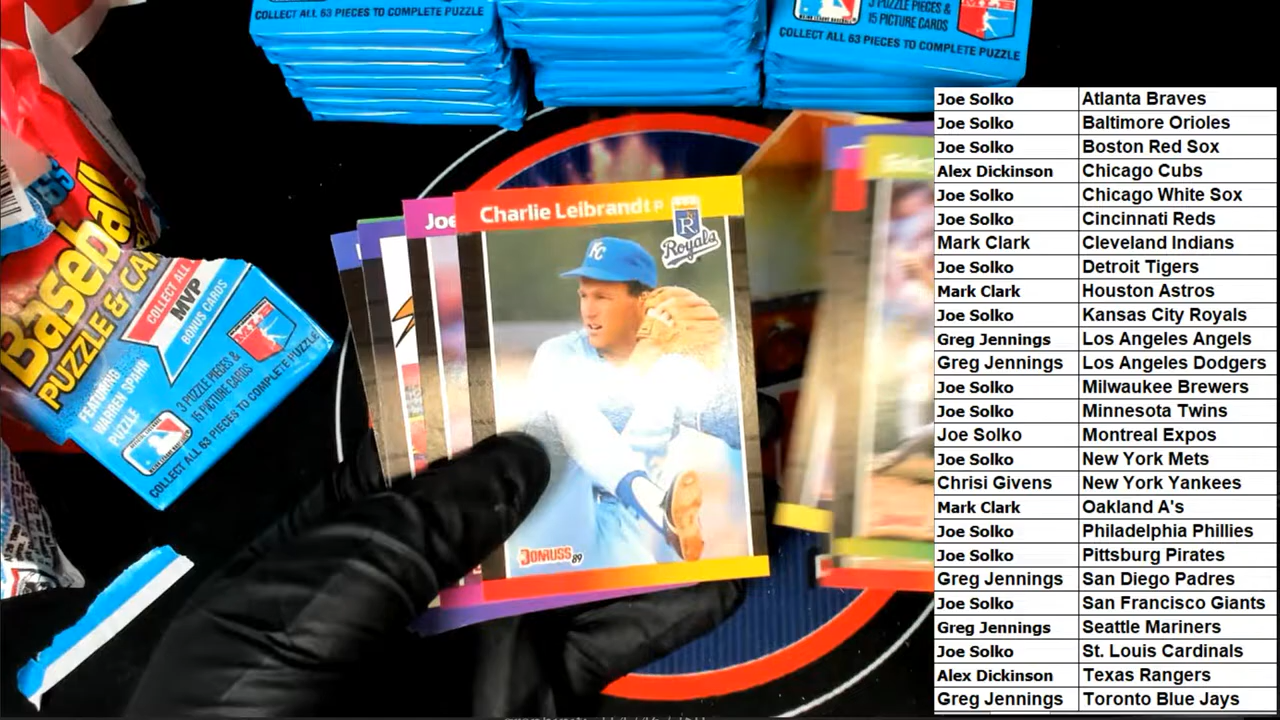 COLLECT ALL 63 PIECES TO COMPLETE PUZZLE
3 PUZZLE PIECES &
15 PICTURE CARDS
COLLECT ALL 63 PIECES TO COMPLETE PUZZLE
Baseball
PUZZLE &
COLLECT ALL
MVP
BONUS CARDS
FEATURING
WARREN SPAHN
PUZZLE
3 PUZZLE PIECES &
15 PICTURE CARDS
COLLECT ALL 63 PIECES TO COMPLETE PUZZLE
Joe
Charlie Leibrandt P
R
Royals
KC
DONRUSS 89
Joe Solko Atlanta Braves
Joe Solko Baltimore Orioles
Joe Solko Boston Red Sox
Alex Dickinson Chicago Cubs
Joe Solko Chicago White Sox
Joe Solko Cincinnati Reds
Mark Clark Cleveland Indians
Joe Solko Detroit Tigers
Mark Clark Houston Astros
Joe Solko Kansas City Royals
Greg Jennings Los Angeles Angels
Greg Jennings Los Angeles Dodgers
Joe Solko Milwaukee Brewers
Joe Solko Minnesota Twins
Joe Solko Montreal Expos
Joe Solko New York Mets
Chrisi Givens New York Yankees
Mark Clark Oakland A's
Joe Solko Philadelphia Phillies
Joe Solko Pittsburg Pirates
Greg Jennings San Diego Padres
Joe Solko San Francisco Giants
Greg Jennings Seattle Mariners
Joe Solko St. Louis Cardinals
Alex Dickinson Texas Rangers
Greg Jennings Toronto Blue Jays